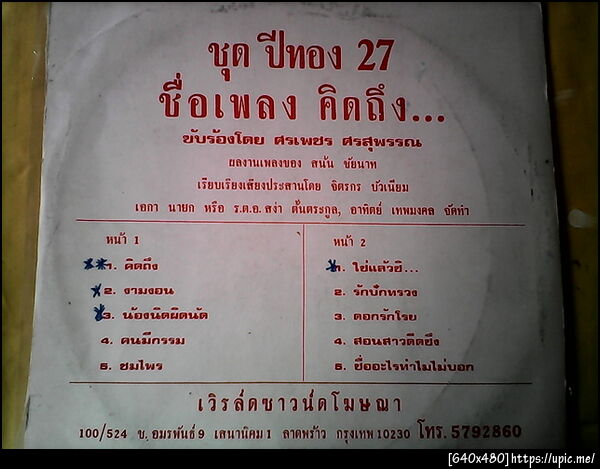 ชุด ปีทอง 27
ชื่อเพลง คิดถึง...
ขับร้องโดย ศรเพชร ศรสุพรรณ
ผลงานเพลงของ สนั่น ชัยนาท
เรียบเรียงเสียงประสานโดย จิตรกร บัวเนียม
เอกา นายก หรือ ร.ต.อ. สง่า ตั้นตระกูล, อาทิตย์ เทพมงคล จัดทำ
หน้า 1
1. คิดถึง
2. งามงอน
3. น้องนิดผิดนัด
4. คนมีกรรม
5. ชมไพร
หน้า 2
1. ใช่แล้วฮิ...
2. รักบักทรวง
3. ดอกรักโรย
4. สอนสาวดีดซึง
5. ชื่ออะไรทำไมไม่บอก
เวิรล์ดซาวน์ดโฆษณา
100/524 ซ. อมรพันธ์ 9 เสนานิคม 1 ลาดพร้าว กรุงเทพ 10230 โทร. 5792860
[640x480]https://upic.me/